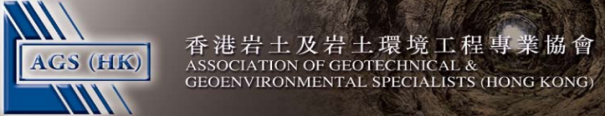 AGS (HK)
香港岩土及岩土環境工程專業協會
ASSOCIATION OF GEOTECHNICAL &
GEOENVIRONMENTAL SPECIALISTS (HONG KONG)